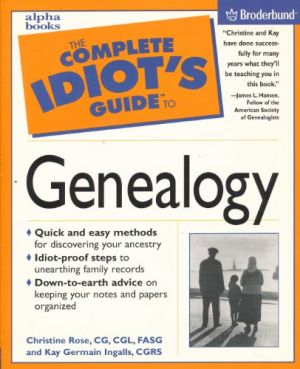 alpha
books
Brøderbund
THE COMPLETE
IDIOT'S
GUIDE™ TO
"Christine and Kay
have done success-
fully for many
years what they'll
be teaching you in
this book."
—James L. Hansen,
Fellow of the
American Society
of Genealogists
Genealogy
Quick and easy methods
for discovering your ancestry
Idiot-proof steps to
unearthing family records
Down-to-earth advice on
keeping your notes and papers
organized
Christine Rose, CG, CGL, FASG
and Kay Germain Ingalls, CGRS